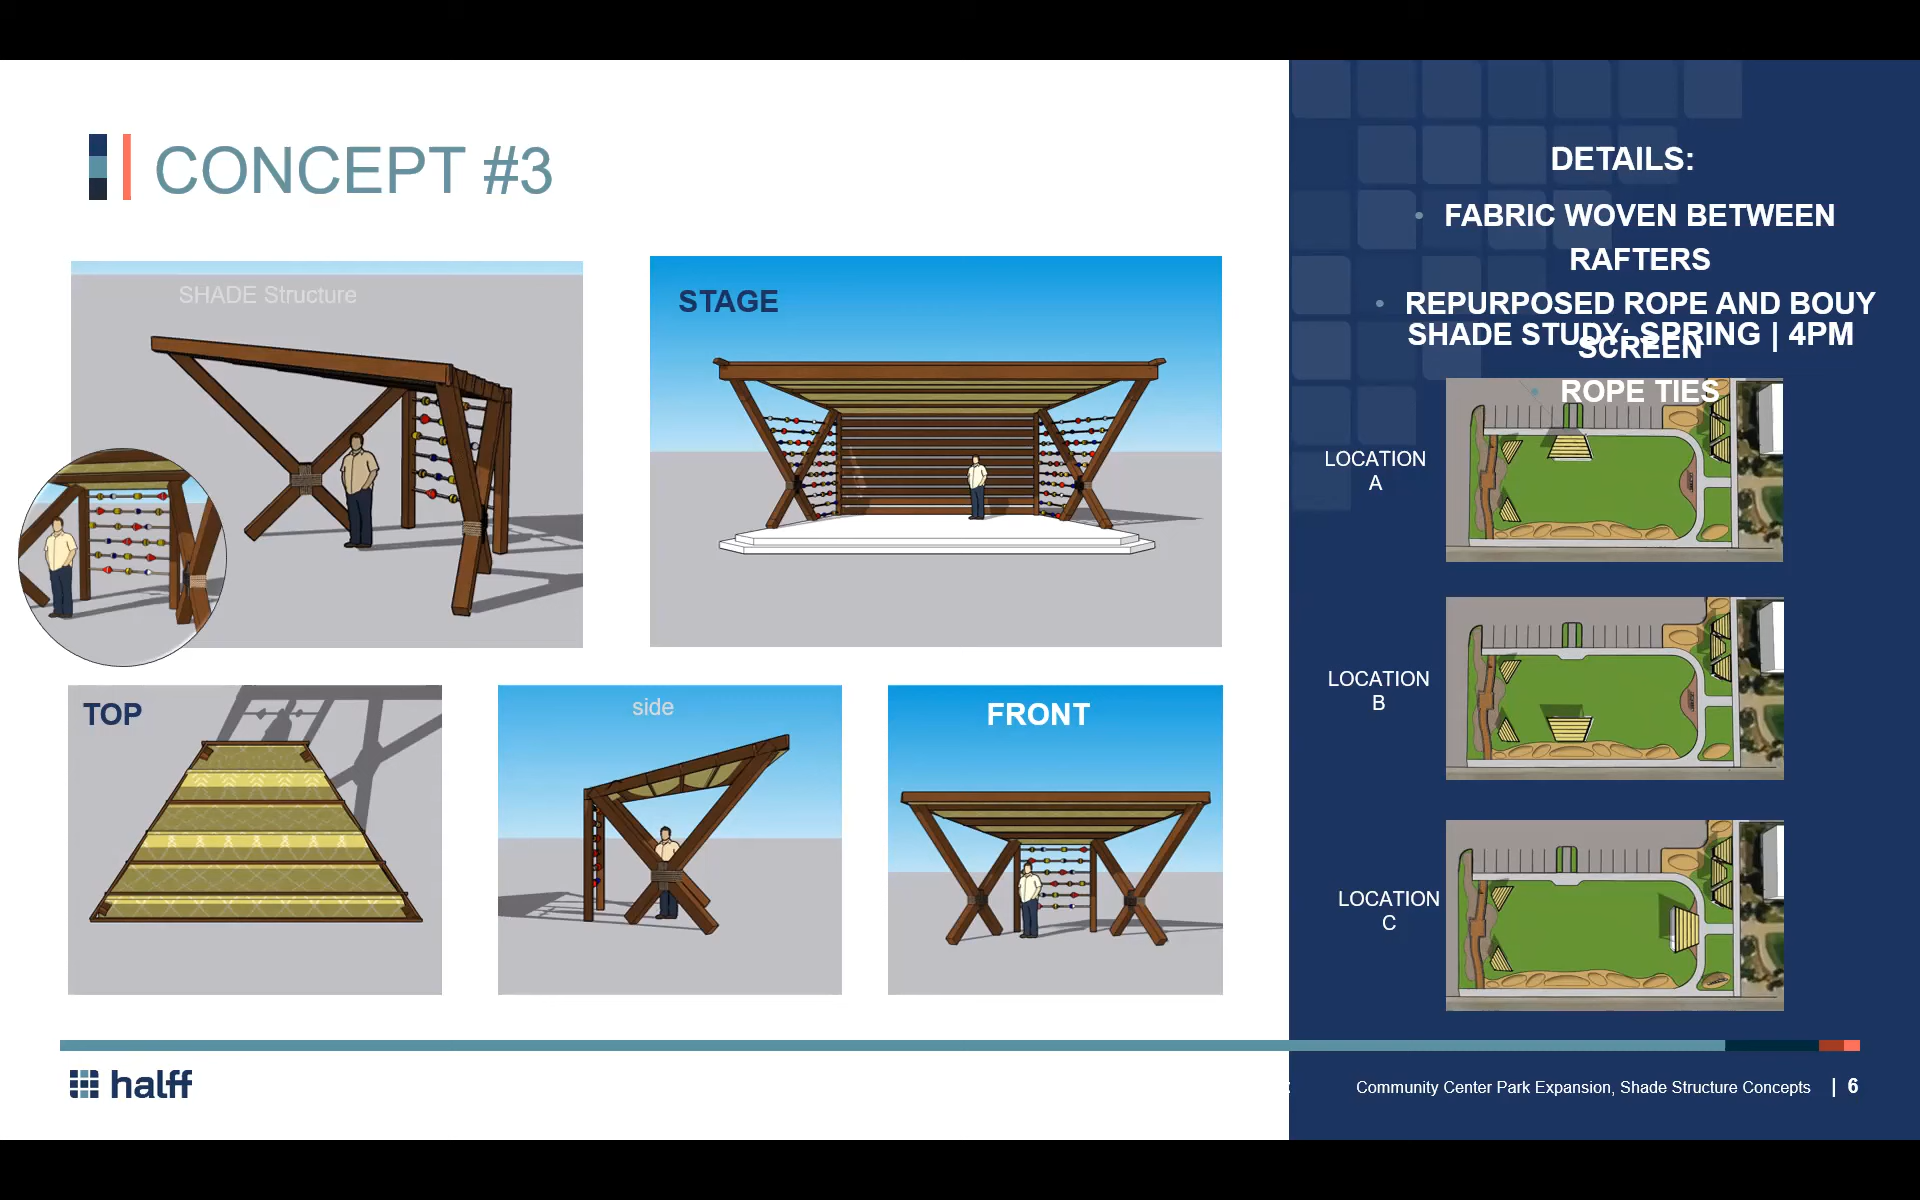 CONCEPT #3
SHADE Structure
STAGE
TOP
side
FRONT
DETAILS:
• FABRIC WOVEN BETWEEN
RAFTERS
• REPURPOSED ROPE AND BOUY
SCREEN
• ROPE TIES
SHADE STUDY: SPRING | 4PM
LOCATION
A
LOCATION
B
LOCATION
C
halff
Community Center Park Expansion, Shade Structure Concepts | 6